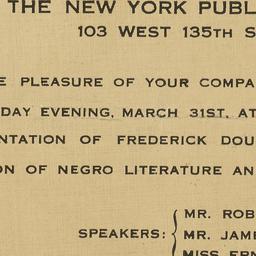 THE NEW YORK PUBL
103 WEST 135TH S
E PLEASURE OF YOUR COMPA
DAY EVENING, MARCH 31ST, AT
NTATION OF FREDERICK DOU
ON OF NEGRO LITERATURE AN
MR. ROB
SPEAKERS: MR. JAME
MISS ERN